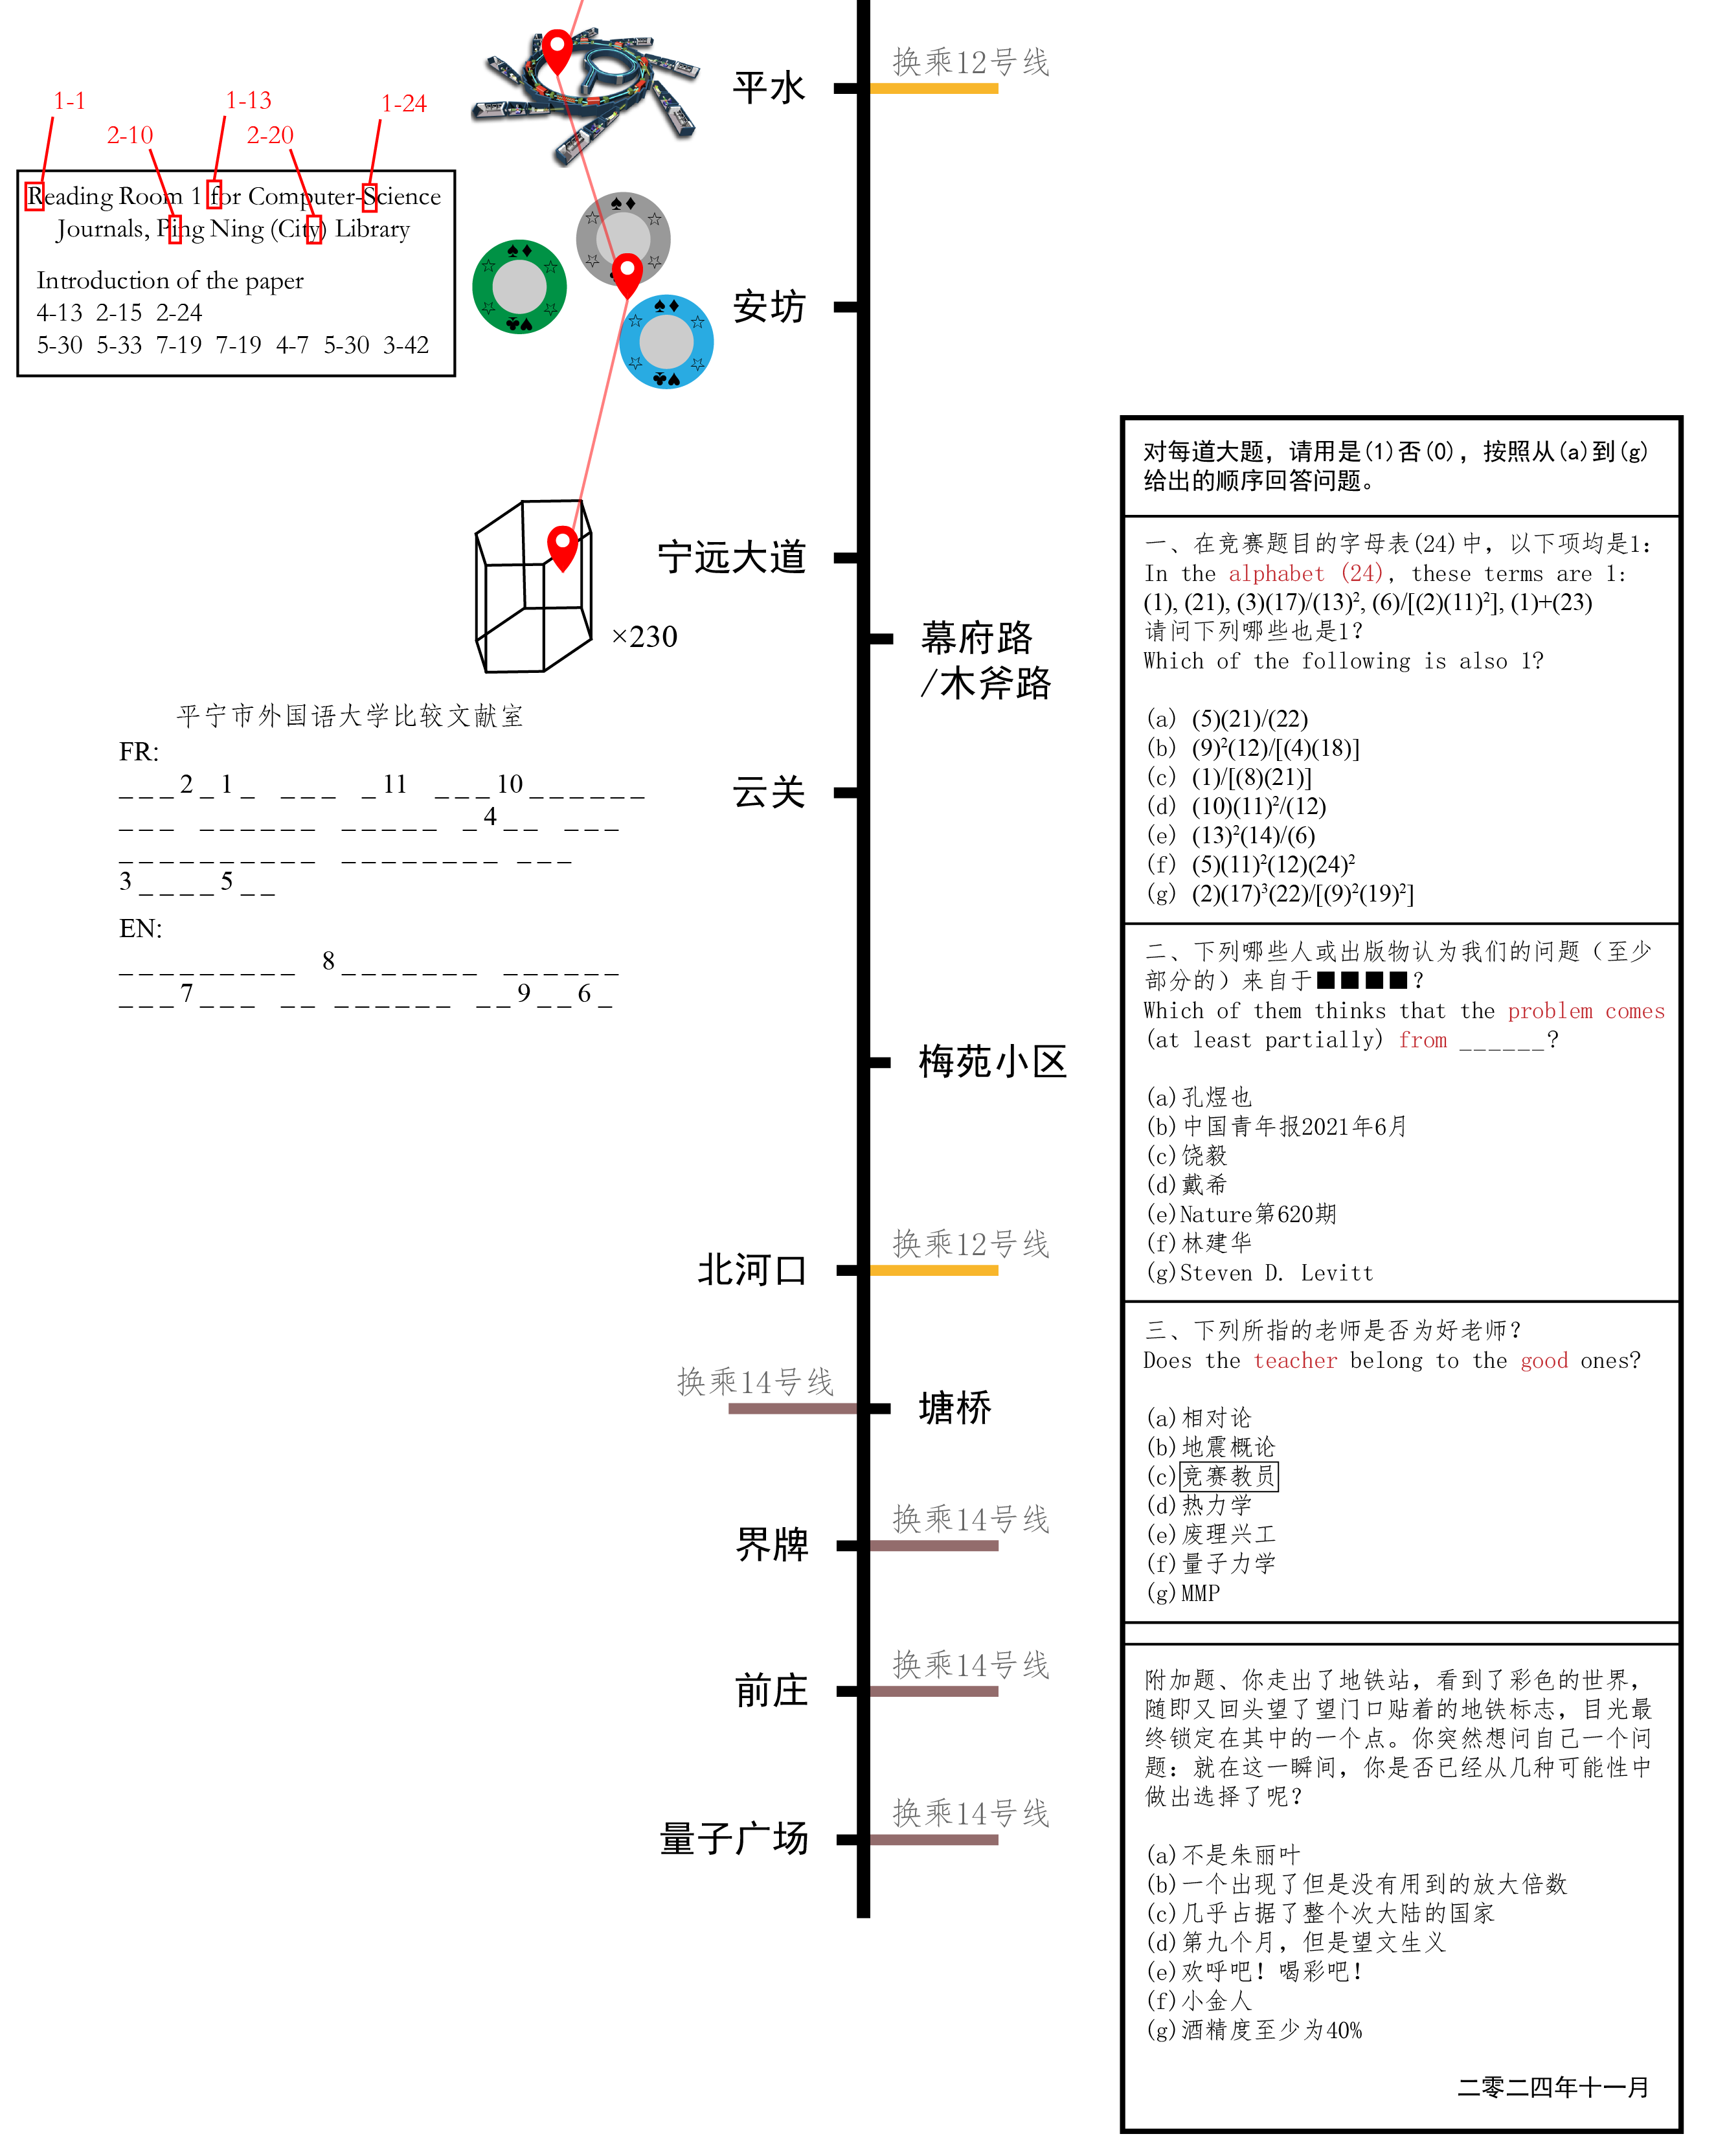 换乘12号线
平水
1-1
1-13
1-24
2-10
2-20
Reading Room 1 for Computer-Science
Journals, Ping Ning (City) Library
Introduction of the paper
4-13 2-15 2-24
5-30 5-33 7-19 7-19 4-7 5-30 3-42
安坊
宁远大道
×230
幕府路
/木斧路
平宁市外国语大学比较文献室
FR:
_ _ _ 2 _ 1 _   _ _ _   _ 11   _ _ _ 10 _ _ _ _ _ _
_ _ _   _ _ _ _ _ _   _ _ _ _ _   _ 4 _ _   _ _ _
_ _ _ _ _ _ _ _ _ _   _ _ _ _ _ _ _ _   _ _ _
3 _ _ _ _ 5 _ _
EN:
_ _ _ _ _ _ _ _ _   8 _ _ _ _ _ _ _   _ _ _ _ _ _
_ _ _ 7 _ _ _   _ _   _ _ _ _ _ _   _ _ 9 _ _ 6 _
云关
梅苑小区
换乘12号线
北河口
换乘14号线
塘桥
换乘14号线
界牌
换乘14号线
前庄
换乘14号线
量子广场
对每道大题，请用是(1)否(0)，按照从(a)到(g)
给出的顺序回答问题。
一、在竞赛题目的字母表(24)中，以下项均是1：
In the alphabet (24), these terms are 1:
(1), (21), (3)(17)/(13)², (6)/[(2)(11)²], (1)+(23)
请问下列哪些也是1？
Which of the following is also 1?
(a) (5)(21)/(22)
(b) (9)²(12)/[(4)(18)]
(c) (1)/[(8)(21)]
(d) (10)(11)²/(12)
(e) (13)²(14)/(6)
(f) (5)(11)²(12)(24)²
(g) (2)(17)³(22)/[(9)²(19)²]
二、下列哪些人或出版物认为我们的问题（至少
部分的）来自于■■■■？
Which of them thinks that the problem comes
(at least partially) from ______?
(a)孔煜也
(b)中国青年报2021年6月
(c)饶毅
(d)戴希
(e)Nature第620期
(f)林建华
(g)Steven D. Levitt
三、下列所指的老师是否为好老师？
Does the teacher belong to the good ones?
(a)相对论
(b)地震概论
(c)竞赛教员
(d)热力学
(e)废理兴工
(f)量子力学
(g)MMP
附加题、你走出了地铁站，看到了彩色的世界，
随即又回头望了望门口贴着的地铁标志，目光最
终锁定在其中的一个点。你突然想问自己一个问
题：就在这一瞬间，你是否已经从几种可能性中
做出选择了呢？
(a)不是朱丽叶
(b)一个出现了但是没有用到的放大倍数
(c)几乎占据了整个次大陆的国家
(d)第九个月，但是望文生义
(e)欢呼吧！喝彩吧！
(f)小金人
(g)酒精度至少为40%
二零二四年十一月